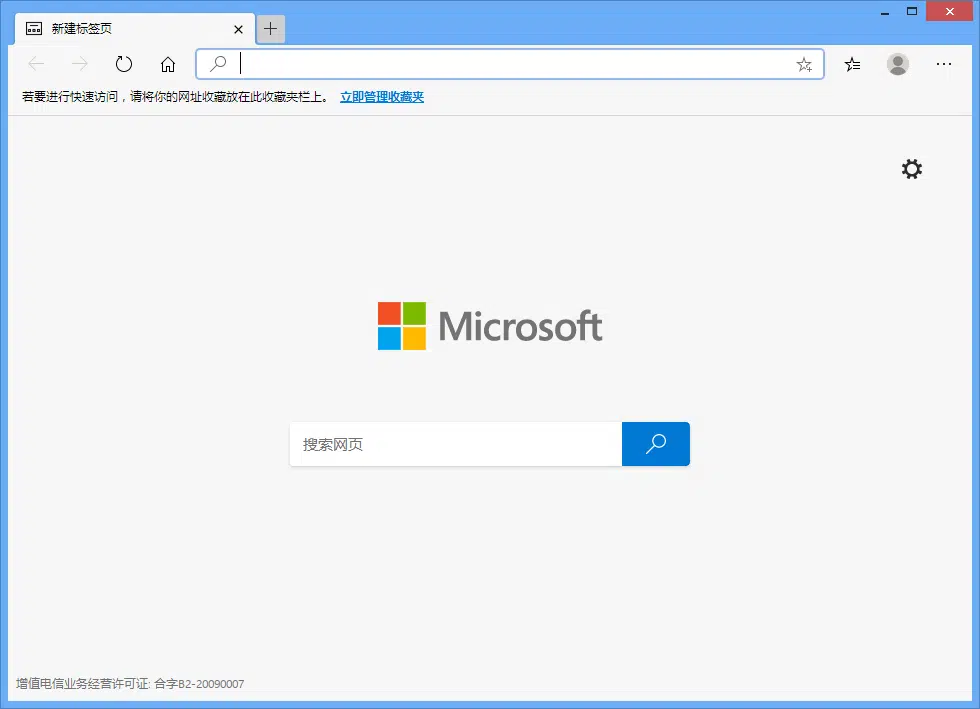 新建标签页
若要进行快速访问，请将你的网址收藏放在此收藏夹栏上。 立即管理收藏夹
Microsoft
搜索网页
增值电信业务经营许可证: 合字B2-20090007